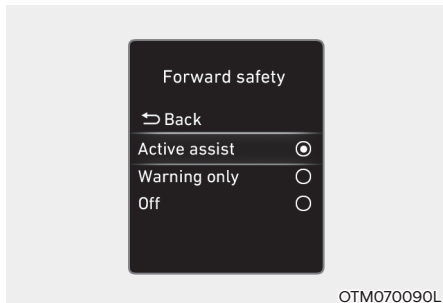 Forward safety
Back
Active assist
Warning only
Off
OTM070090L